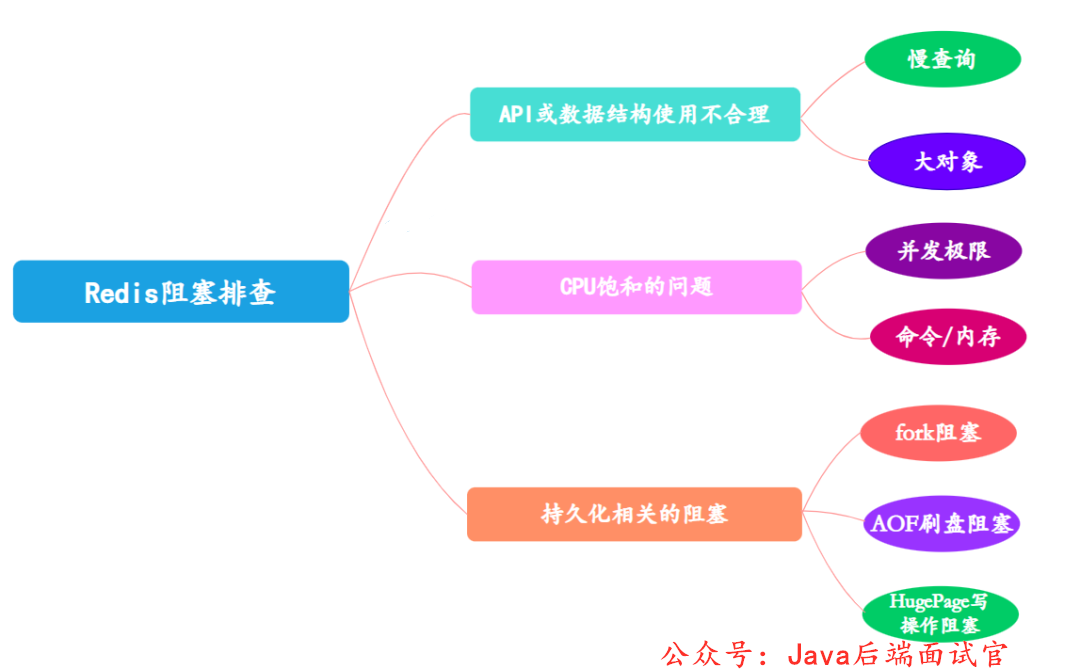 Redis阻塞排查
API或数据结构使用不合理
慢查询
大对象
CPU饱和的问题
并发极限
命令/内存
持久化相关的阻塞
fork阻塞
AOF刷盘阻塞
HugePage写
操作阻塞
公众号：Java后端面试官